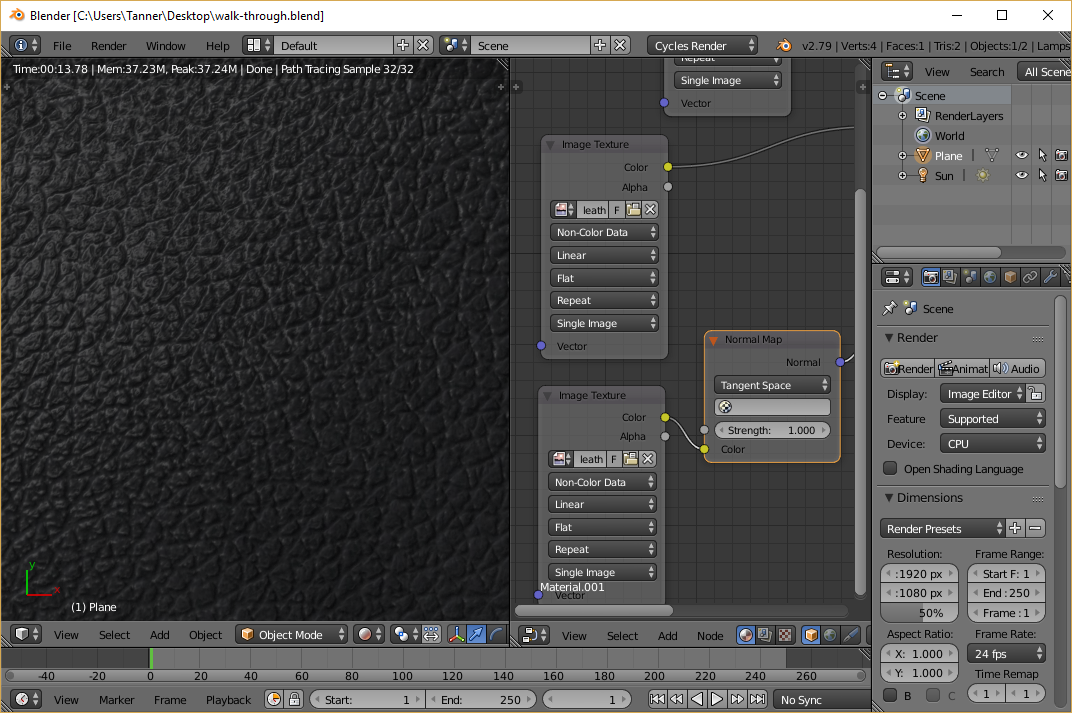 Blender [C:\Users\Tanner\Desktop\walk-through.blend]
File Render Window Help Default Scene Cycles Render v2.79 | Verts:4 | Faces:1 | Tris:2 | Objects:1/2 | Lamps
Time:00:13.78 | Mem:37.23M, Peak:37.24M | Done | Path Tracing Sample 32/32
Repeat
Single Image
Vector
Image Texture
Color
Alpha
leath F
Non-Color Data
Linear
Flat
Repeat
Single Image
Vector
Normal Map
Normal
Tangent Space
Strength: 1.000
Color
Image Texture
Color
Alpha
leath F
Non-Color Data
Linear
Flat
Repeat
Single Image
Material.001
Vector
View Search All Scene
Scene
RenderLayers
World
Plane
Sun
Scene
Render
Render Animat Audio
Display: Image Editor
Feature Supported
Device: CPU
Open Shading Language
Dimensions
Render Presets
Resolution: Frame Range:
:1920 px Start F: 1
:1080 px End : 250
50% Frame : 1
Aspect Ratio: Frame Rate:
X: 1.000 24 fps
Y: 1.000 Time Remap
B C 1 1
y
x
(1) Plane
View Select Add Object Object Mode
View Select Add Node
-40 -20 0 20 40 60 80 100 120 140 160 180 200 220 240 260
View Marker Frame Playback Start: 1 End: 250 1 No Sync